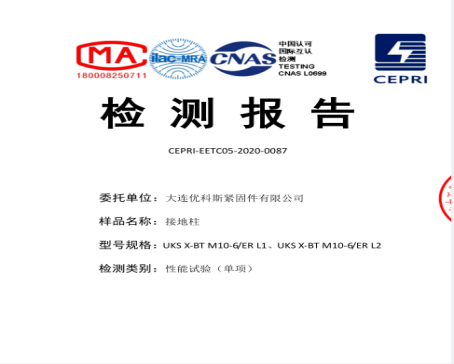 MA
180008250711
ilac-MRA
CNAS
中国认可
国际互认
检测
TESTING
CNAS L0699
CEPRI
检测报告
CEPRI-EETC05-2020-0087
委托单位：大连优科斯紧固件有限公司
样品名称：接地柱
型号规格：UKS X-BT M10-6/ER L1、UKS X-BT M10-6/ER L2
检测类别：性能试验（单项）